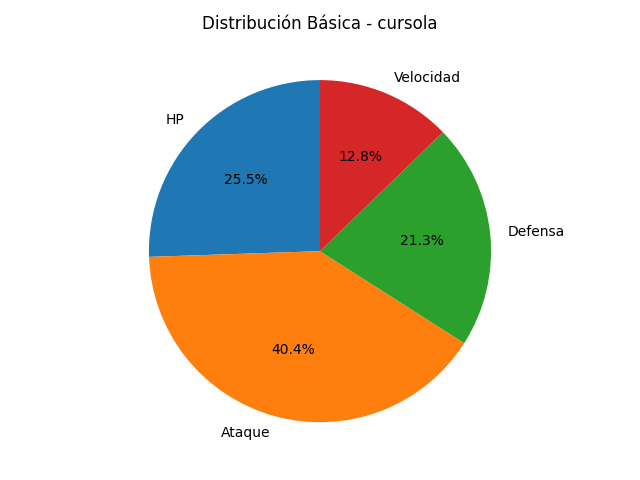 Distribución Básica - cursola
Velocidad
HP
12.8%
25.5%
Defensa
21.3%
40.4%
Ataque